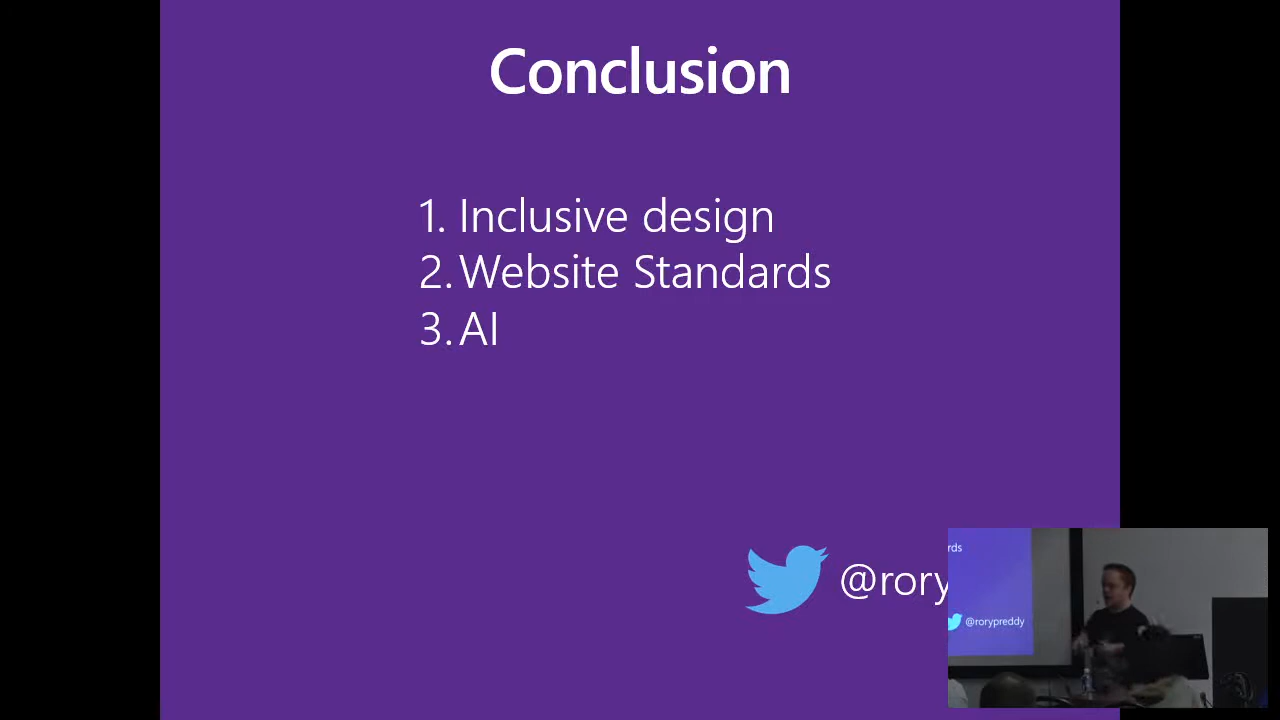 Conclusion
1. Inclusive design
2. Website Standards
3. AI
@rory
rds
@rorypreddy